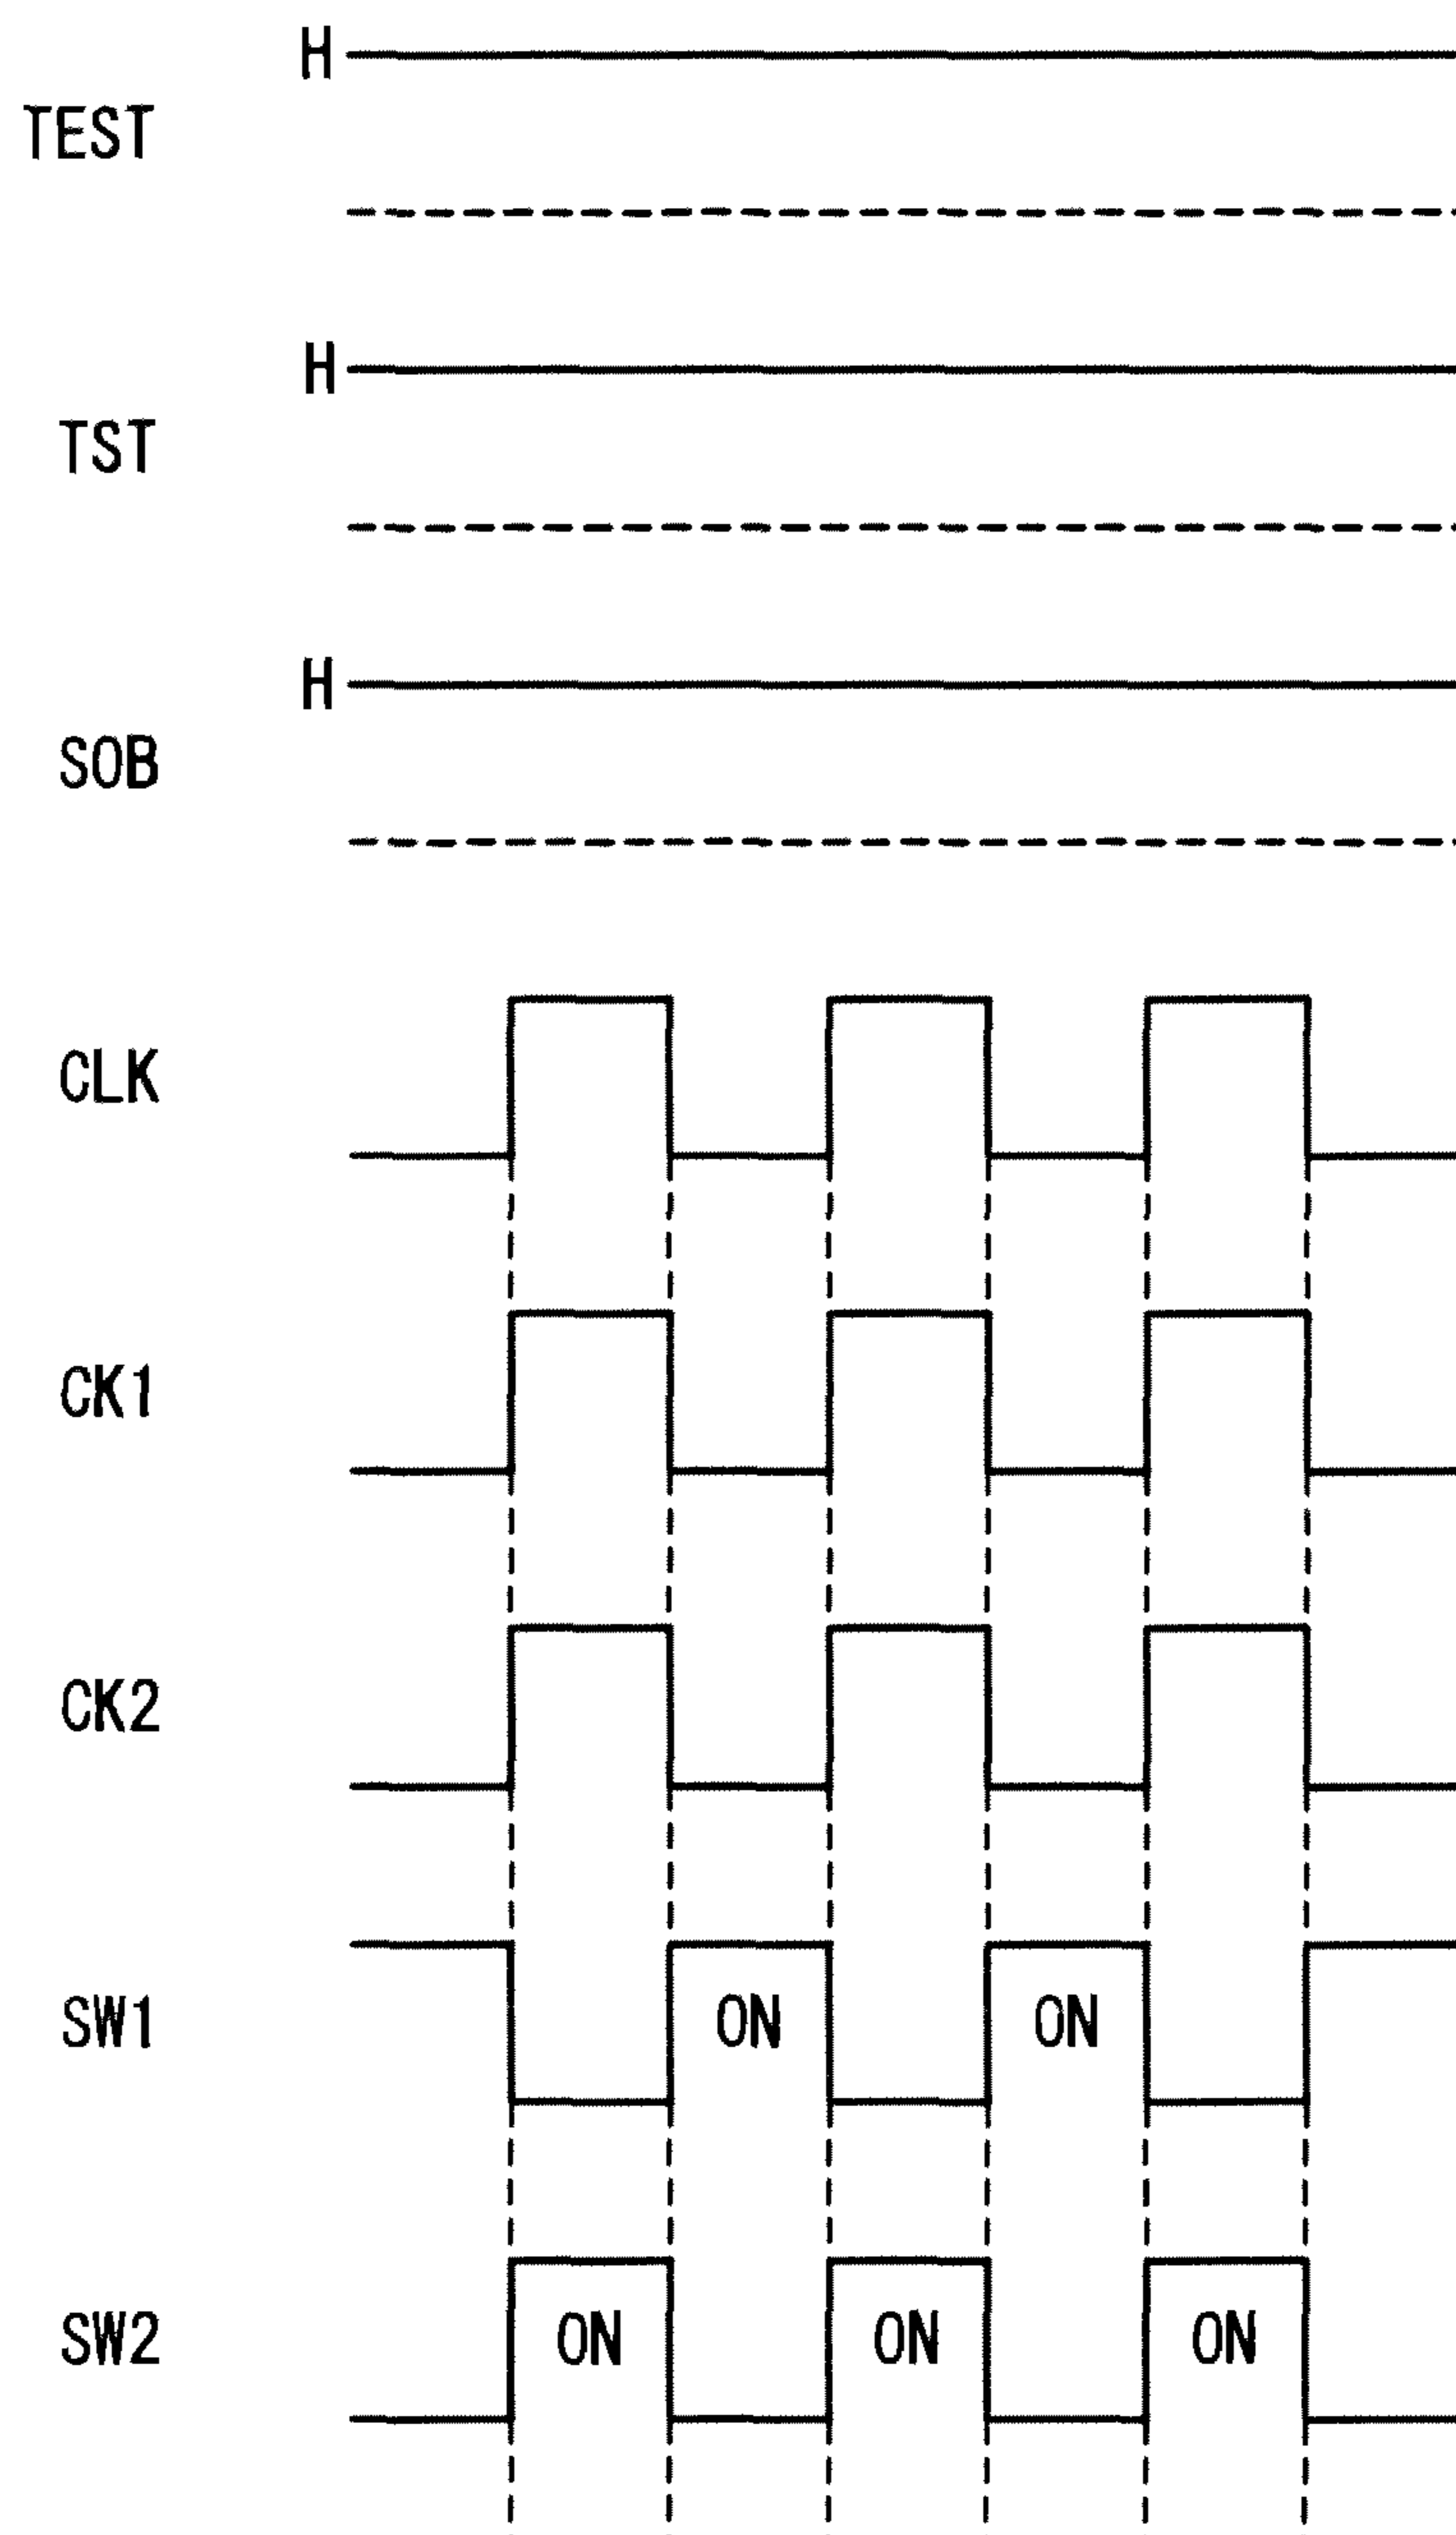 H
TEST
H
TST
H
SOB
CLK
CK1
CK2
SW1 ON ON
SW2 ON ON ON